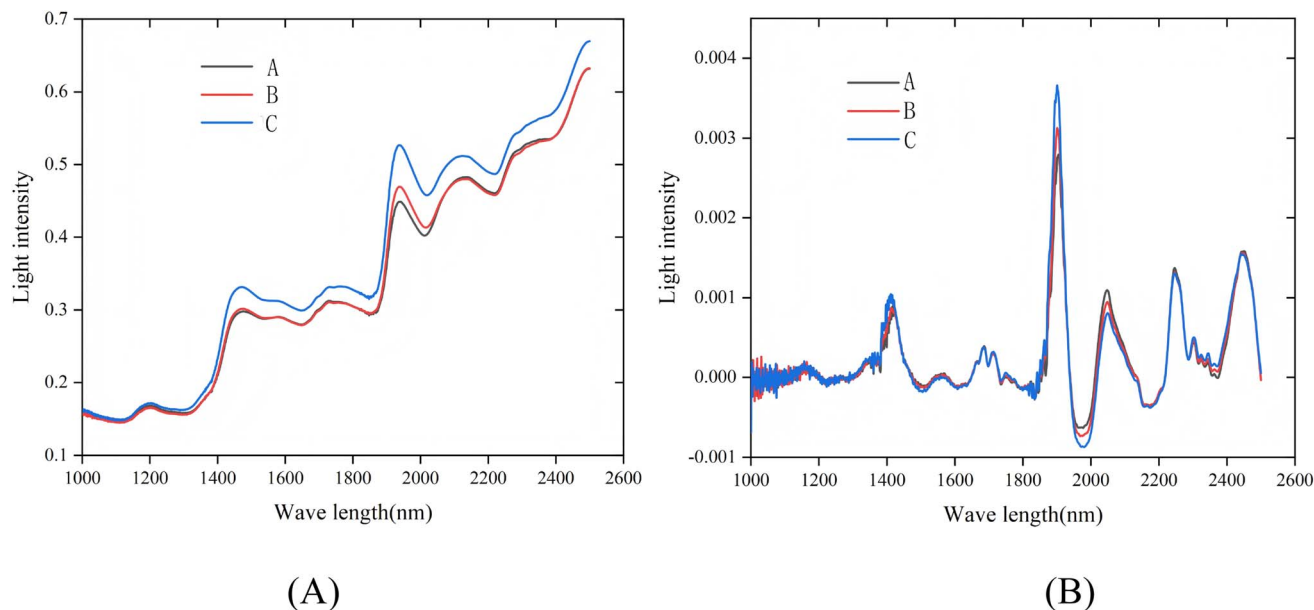 0.7
0.6
0.5
0.4
0.3
0.2
0.1
Light intensity
A
B
C
1000 1200 1400 1600 1800 2000 2200 2400 2600
Wave length(nm)
(A)
0.004
0.003
0.002
0.001
0.000
-0.001
Light intensity
A
B
C
1000 1200 1400 1600 1800 2000 2200 2400 2600
Wave length(nm)
(B)